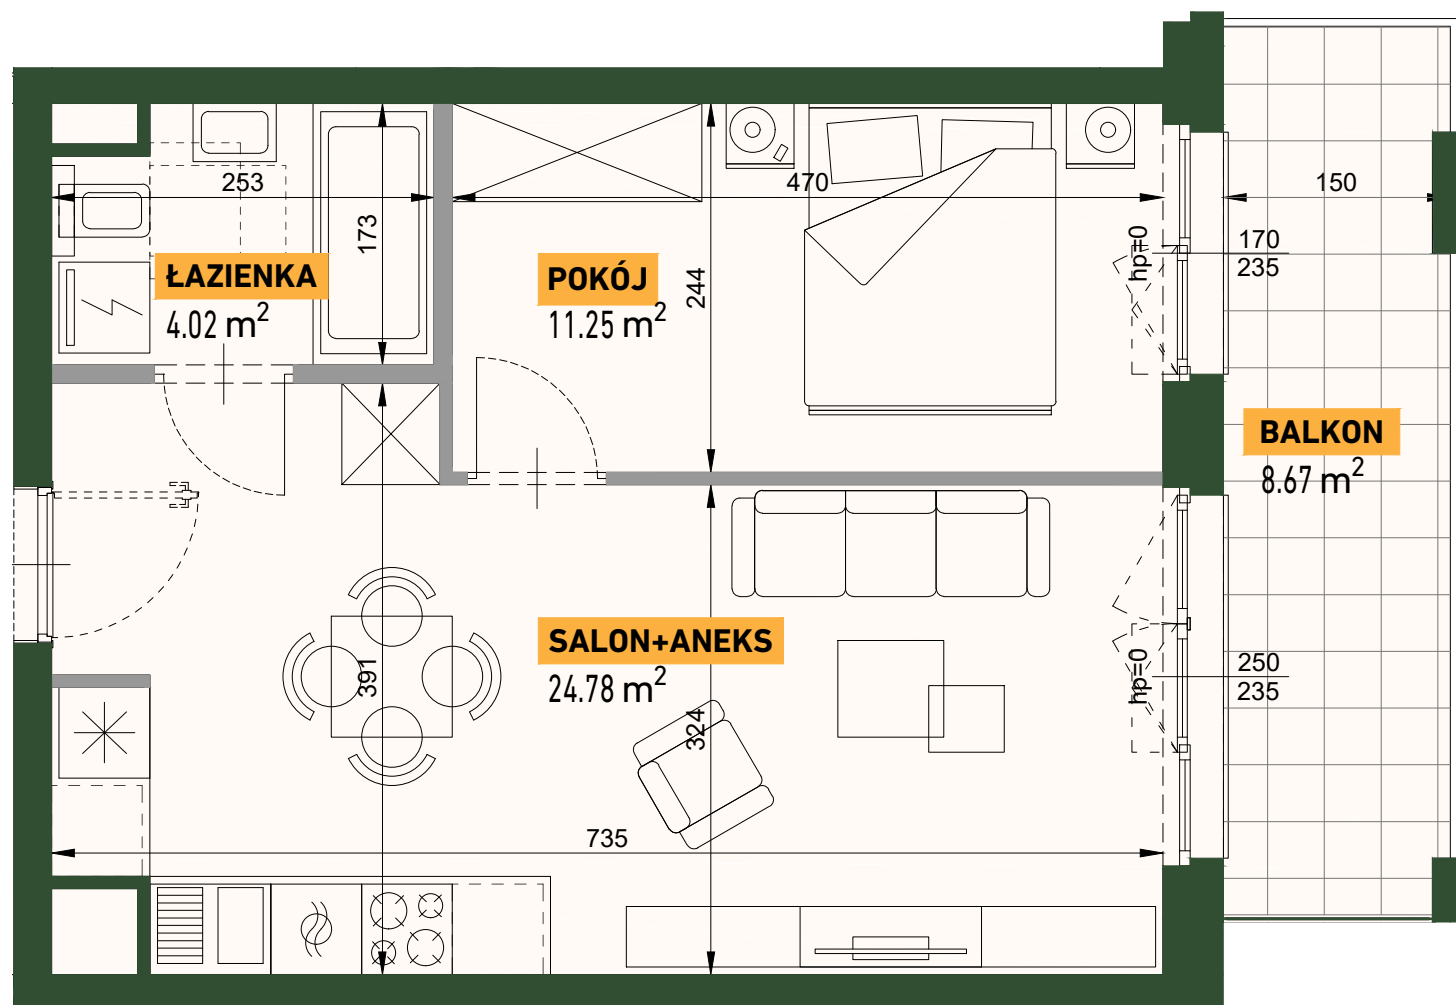 253
470
150
173
244
hp=0
170
235
ŁAZIENKA
4.02 m²
POKÓJ
11.25 m²
BALKON
8.67 m²
SALON+ANEKS
24.78 m²
391
324
hp=0
250
235
735